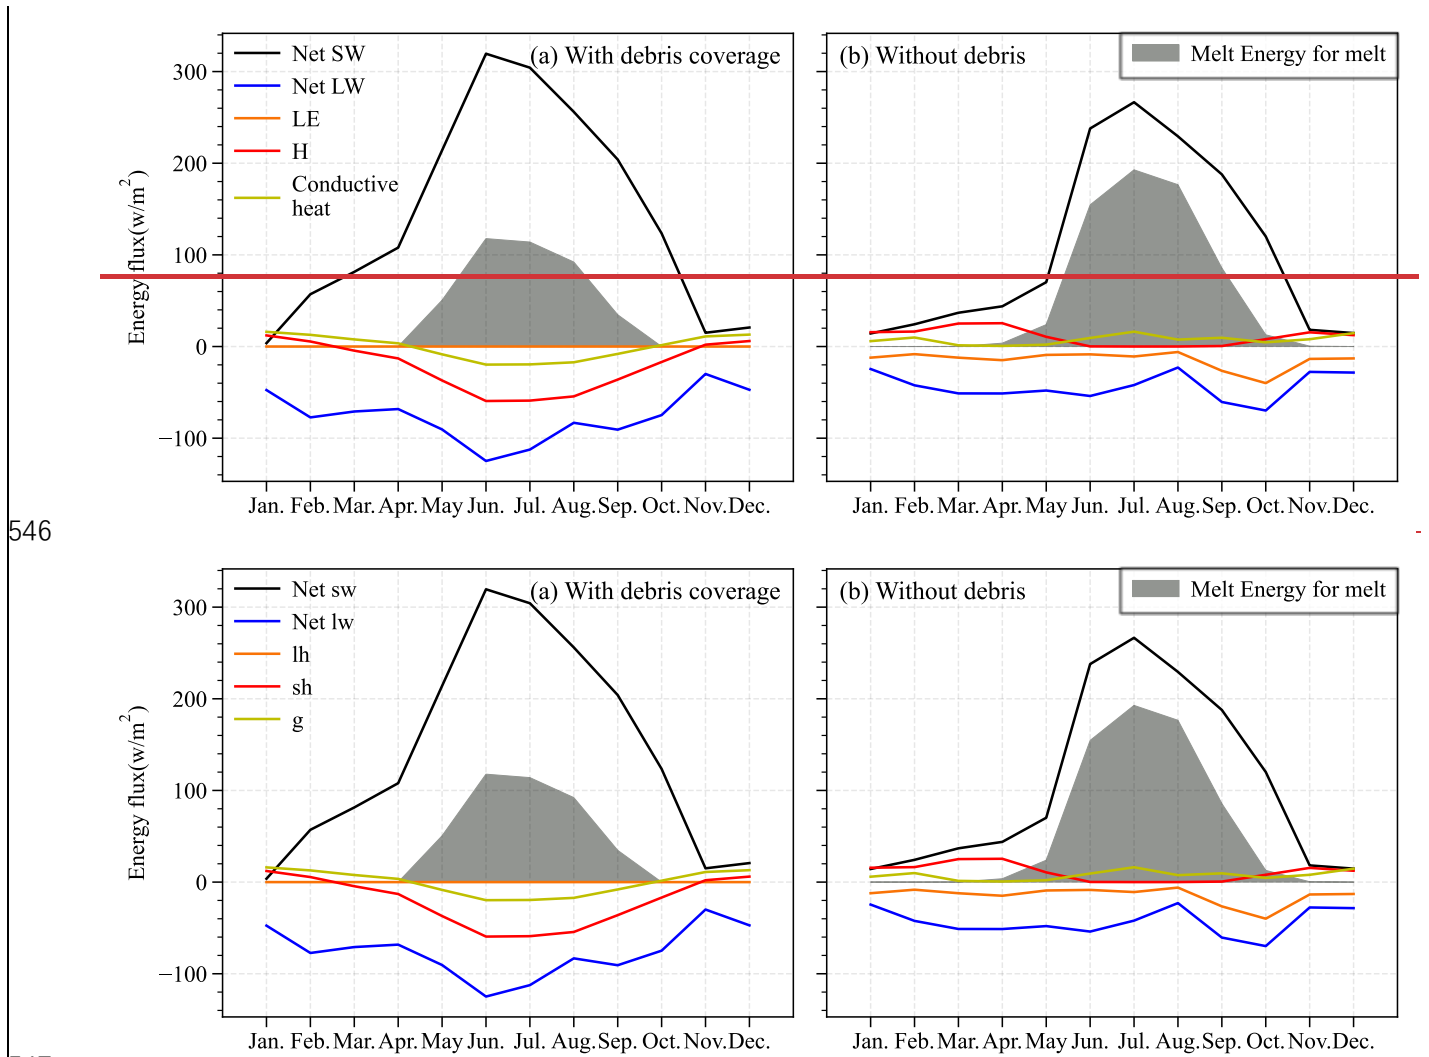 Net SW
Net LW
LE
H
Conductive
heat
(a) With debris coverage
(b) Without debris
Melt Energy for melt
Energy flux(w/m²)
300
200
100
0
−100
Jan. Feb. Mar. Apr. May Jun. Jul. Aug. Sep. Oct. Nov. Dec.
Jan. Feb. Mar. Apr. May Jun. Jul. Aug. Sep. Oct. Nov. Dec.
546
Net sw
Net lw
lh
sh
g
(a) With debris coverage
(b) Without debris
Melt Energy for melt
Energy flux(w/m²)
300
200
100
0
−100
Jan. Feb. Mar. Apr. May Jun. Jul. Aug. Sep. Oct. Nov. Dec.
Jan. Feb. Mar. Apr. May Jun. Jul. Aug. Sep. Oct. Nov. Dec.